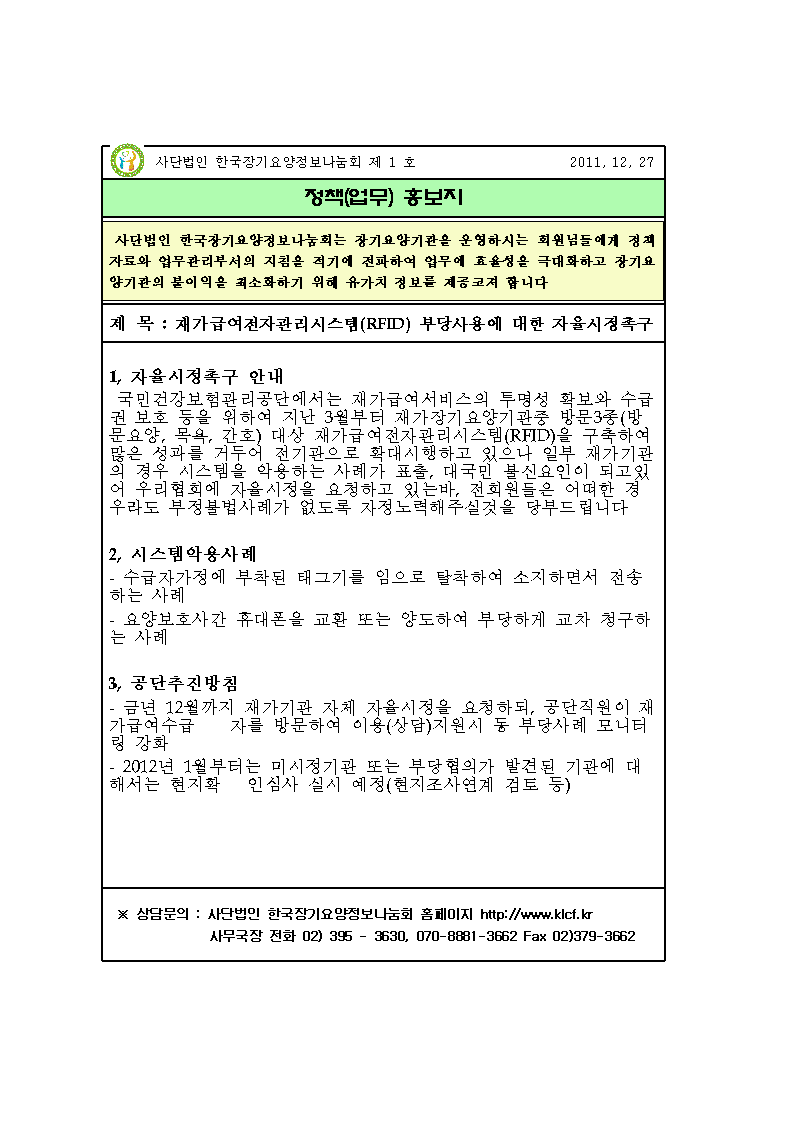 사단법인 한국장기요양정보나눔회 제 1 호 2011, 12, 27
정책(업무) 홍보지
사단법인 한국장기요양정보나눔회는 장기요양기관을 운영하시는 회원님들에게 정책
자료와 업무관리부서의 지침을 적기에 전파하여 업무에 효율성을 극대화하고 장기요
양기관의 불이익을 최소화하기 위해 유가치 정보를 제공코져 합니다
제 목 : 재가급여전자관리시스템(RFID) 부당사용에 대한 자율시정촉구
1, 자율시정촉구 안내
국민건강보험관리공단에서는 재가급여서비스의 투명성 확보와 수급
권 보호 등을 위하여 지난 3월부터 재가장기요양기관중 방문3종(방
문요양, 목욕, 간호) 대상 재가급여전자관리시스템(RFID)을 구축하여
많은 성과를 거두어 전기관으로 확대시행하고 있으나 일부 재가기관
의 경우 시스템을 악용하는 사례가 표출, 대국민 불신요인이 되고있
어 우리협회에 자율시정을 요청하고 있는바, 전회원들은 어떠한 경
우라도 부정불법사례가 없도록 자정노력해주실것을 당부드립니다
2, 시스템악용사례
- 수급자가정에 부착된 태그기를 임으로 탈착하여 소지하면서 전송
하는 사례
- 요양보호사간 휴대폰을 교환 또는 양도하여 부당하게 교차 청구하
는 사례
3, 공단추진방침
- 금년 12월까지 재가기관 자체 자율시정을 요청하되, 공단직원이 재
가급여수급 자를 방문하여 이용(상담)지원시 동 부당사례 모니터
링 강화
- 2012년 1월부터는 미시정기관 또는 부당협의가 발견된 기관에 대
해서는 현지확 인심사 실시 예정(현지조사연계 검토 등)
※ 상담문의 : 사단법인 한국장기요양정보나눔회 홈페이지 http://www.klcf.kr
사무국장 전화 02) 395 - 3630, 070-8881-3662 Fax 02)379-3662